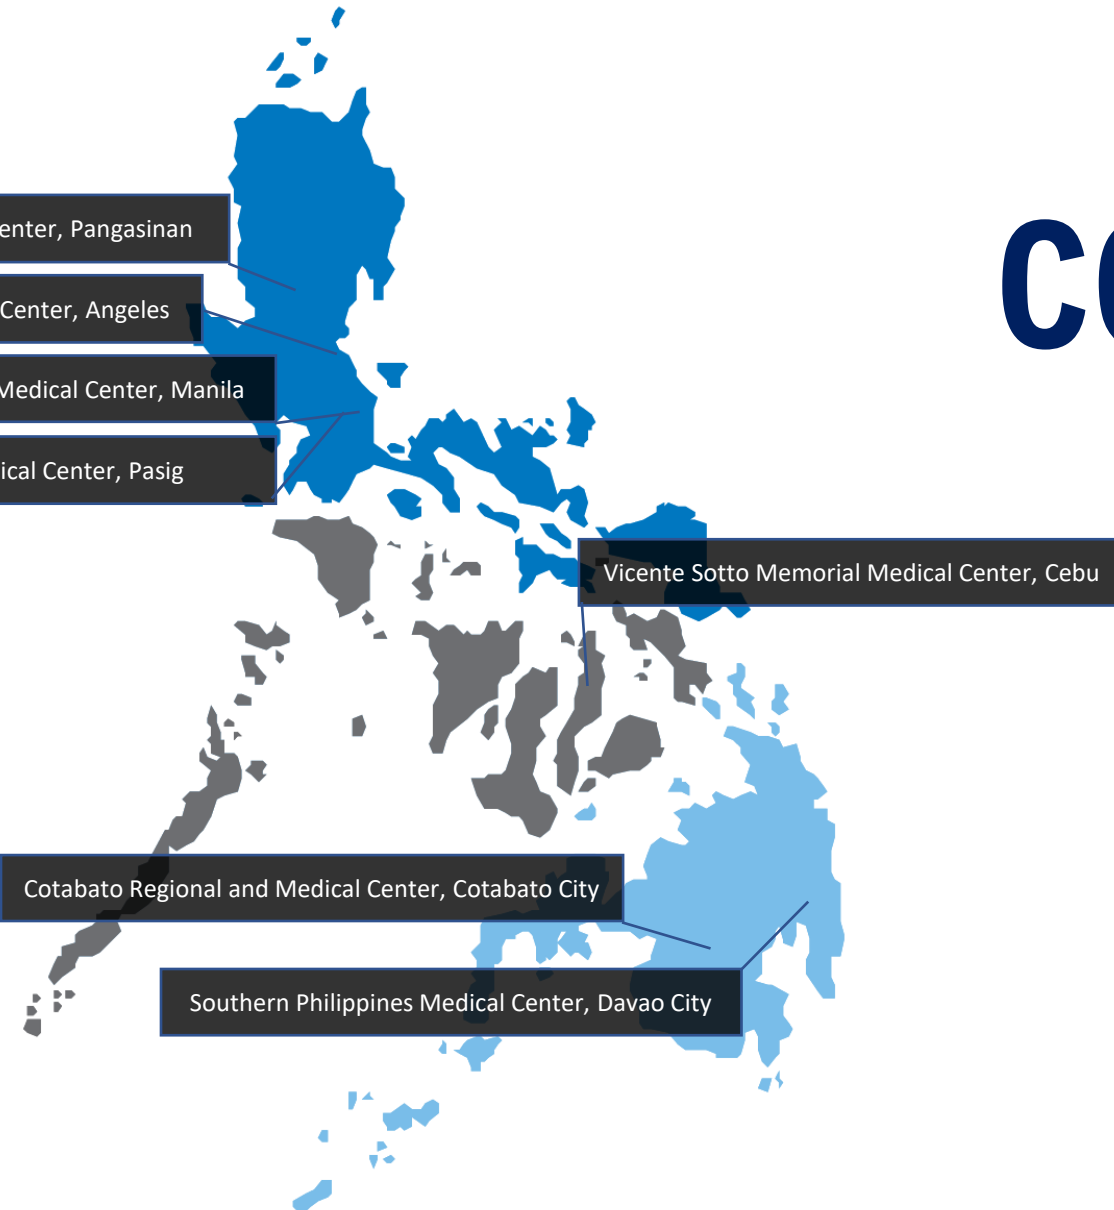 enter, Pangasinan
Center, Angeles
Medical Center, Manila
ical Center, Pasig
Vicente Sotto Memorial Medical Center, Cebu
Cotabato Regional and Medical Center, Cotabato City
Southern Philippines Medical Center, Davao City